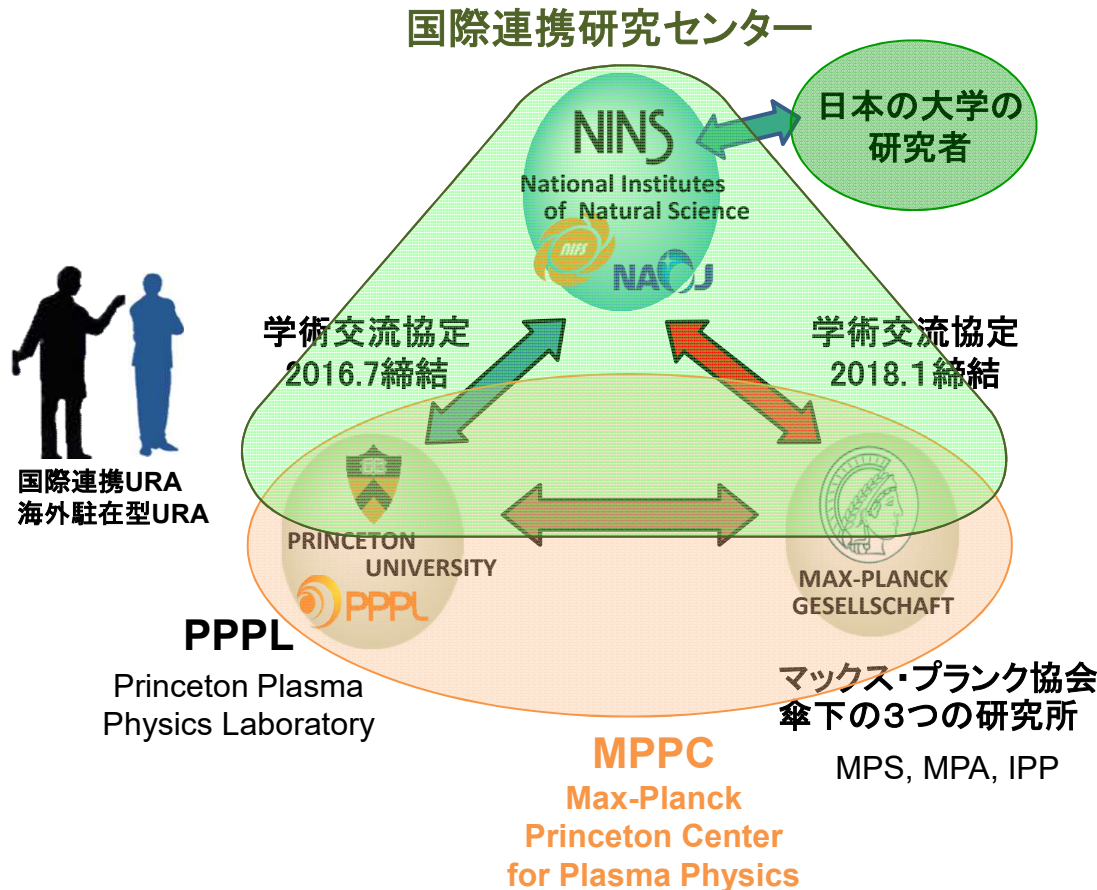 国際連携研究センター
日本の大学の
研究者
NINS
National Institutes
of Natural Science
NIFS
NAOJ
学術交流協定
2016.7締結
学術交流協定
2018.1締結
国際連携URA
海外駐在型URA
PRINCETON
UNIVERSITY
PPPL
MAX-PLANCK
GESELLSCHAFT
PPPL
Princeton Plasma
Physics Laboratory
マックス・プランク協会
傘下の３つの研究所
MPS, MPA, IPP
MPPC
Max-Planck
Princeton Center
for Plasma Physics